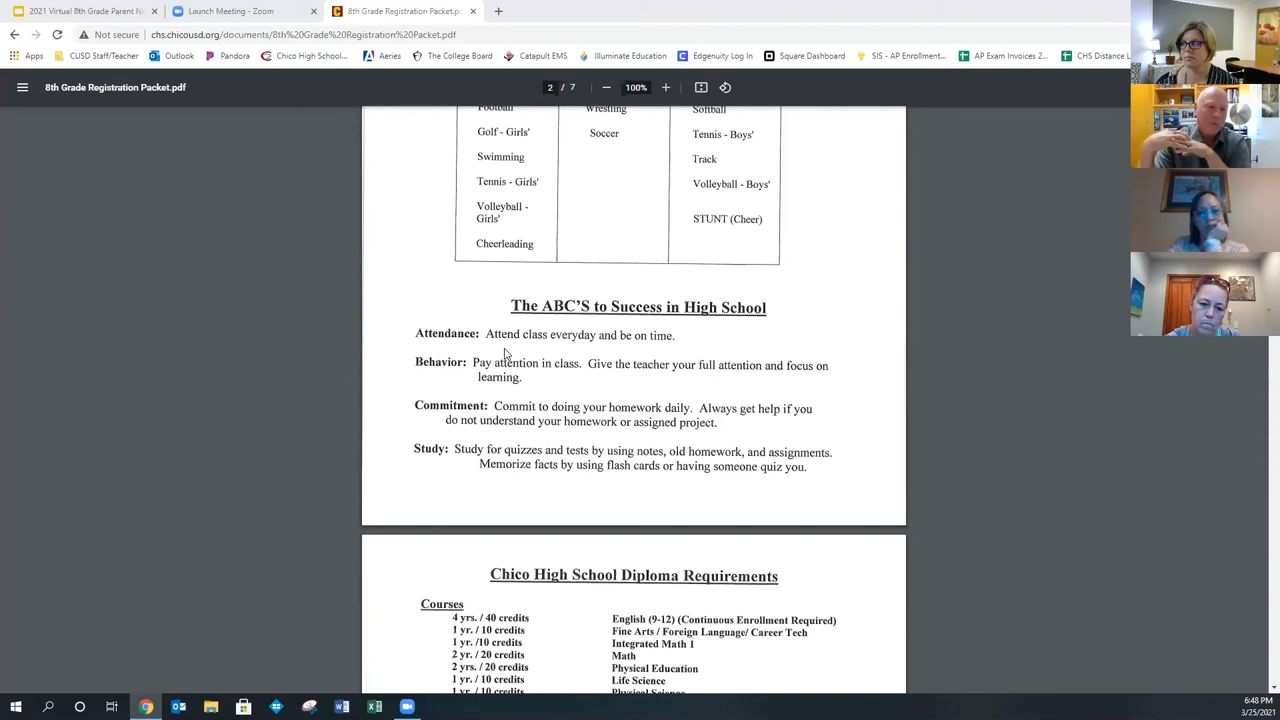 2021 Virtual 8th Grade Parent Ni
Launch Meeting - Zoom
8th Grade Registration Packet.pc
Not secure | chs.chicousd.org/documents/8th%20Grade%20Registration%20Packet.pdf
Apps
CUSD Staff/Teacher
Outlook
Pandora
Chico High School...
Aeries
The College Board
Catapult EMS
Illuminate Education
Edgenuity Log In
Square Dashboard
SIS - AP Enrollment...
AP Exam Invoices 2...
CHS Distance L
8th Grade Registration Packet.pdf
2 / 7
100%
Football
Wrestling
Softball
Golf - Girls'
Soccer
Tennis - Boys'
Swimming
Track
Tennis - Girls'
Volleyball - Boys'
Volleyball -
Girls'
STUNT (Cheer)
Cheerleading
The ABC'S to Success in High School
Attendance: Attend class everyday and be on time.
Behavior: Pay attention in class. Give the teacher your full attention and focus on
learning.
Commitment: Commit to doing your homework daily. Always get help if you
do not understand your homework or assigned project.
Study: Study for quizzes and tests by using notes, old homework, and assignments.
Memorize facts by using flash cards or having someone quiz you.
Chico High School Diploma Requirements
Courses
4 yrs. / 40 credits English (9-12) (Continuous Enrollment Required)
1 yr. / 10 credits Fine Arts / Foreign Language/ Career Tech
1 yr. /10 credits Integrated Math 1
2 yr. / 20 credits Math
2 yrs. / 20 credits Physical Education
1 yr. / 10 credits Life Science
1 yr. / 10 credits Physical Science
6:48 PM
3/25/2021